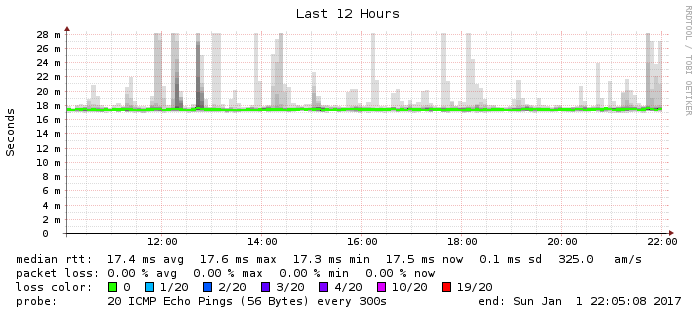 Last 12 Hours
RRDTOOL / TOBI OETIKER
Seconds
28 m
26 m
24 m
22 m
20 m
18 m
16 m
14 m
12 m
10 m
8 m
6 m
4 m
2 m
0
12:00 14:00 16:00 18:00 20:00 22:00
median rtt: 17.4 ms avg 17.6 ms max 17.3 ms min 17.5 ms now 0.1 ms sd 325.0 am/s
packet loss: 0.00 % avg 0.00 % max 0.00 % min 0.00 % now
loss color: 0 1/20 2/20 3/20 4/20 10/20 19/20
probe: 20 ICMP Echo Pings (56 Bytes) every 300s end: Sun Jan 1 22:05:08 2017